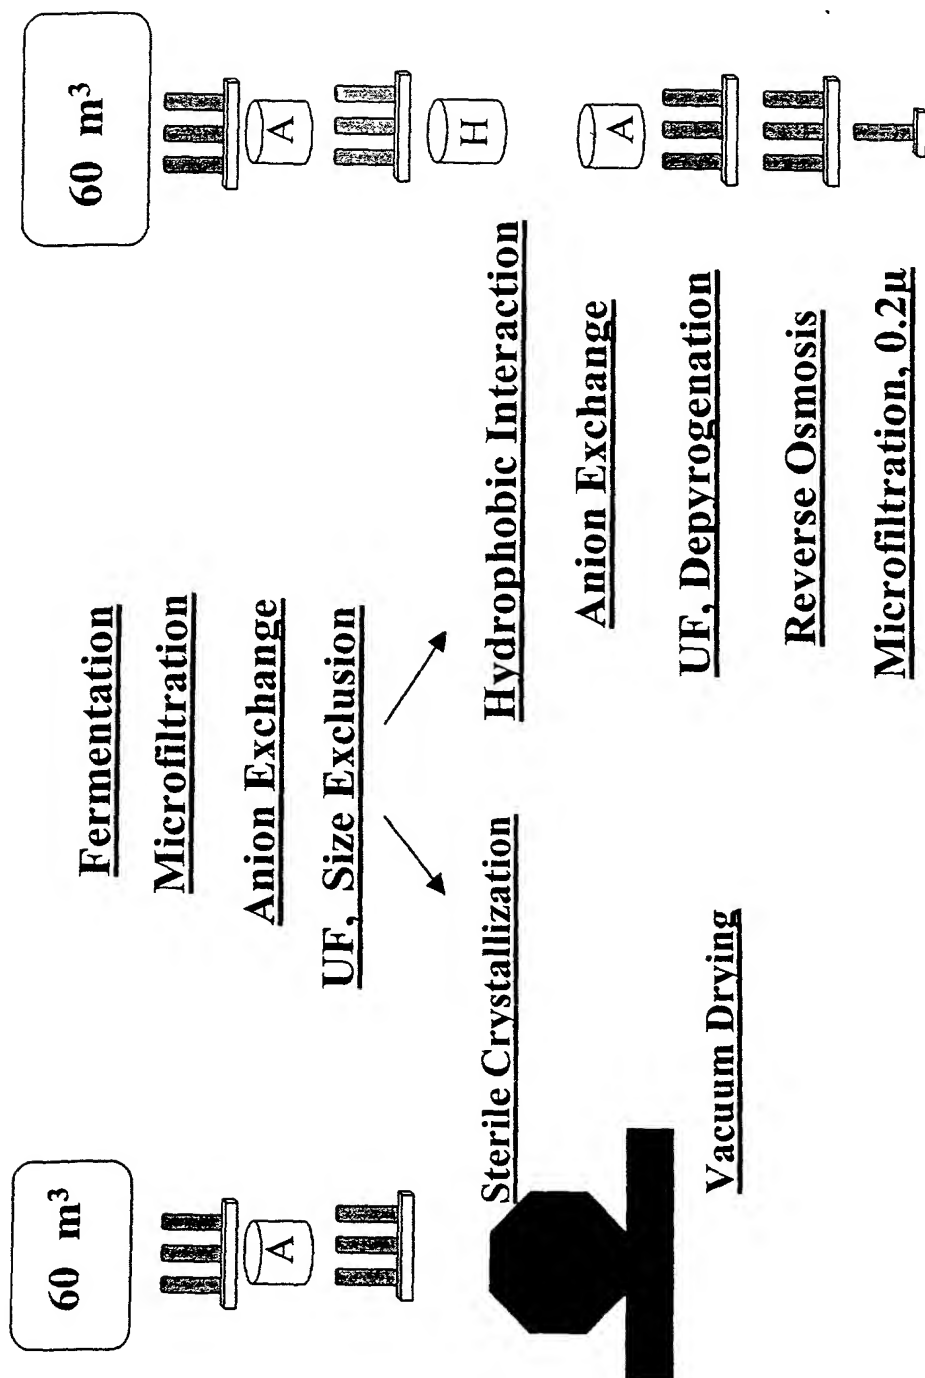 60 m³
60 m³
Fermentation
Microfiltration
A
Anion Exchange
A
UF, Size Exclusion
Sterile Crystallization
Hydrophobic Interaction
H
Anion Exchange
A
Vacuum Drying
UF, Depyrogenation
Reverse Osmosis
Microfiltration, 0.2µ